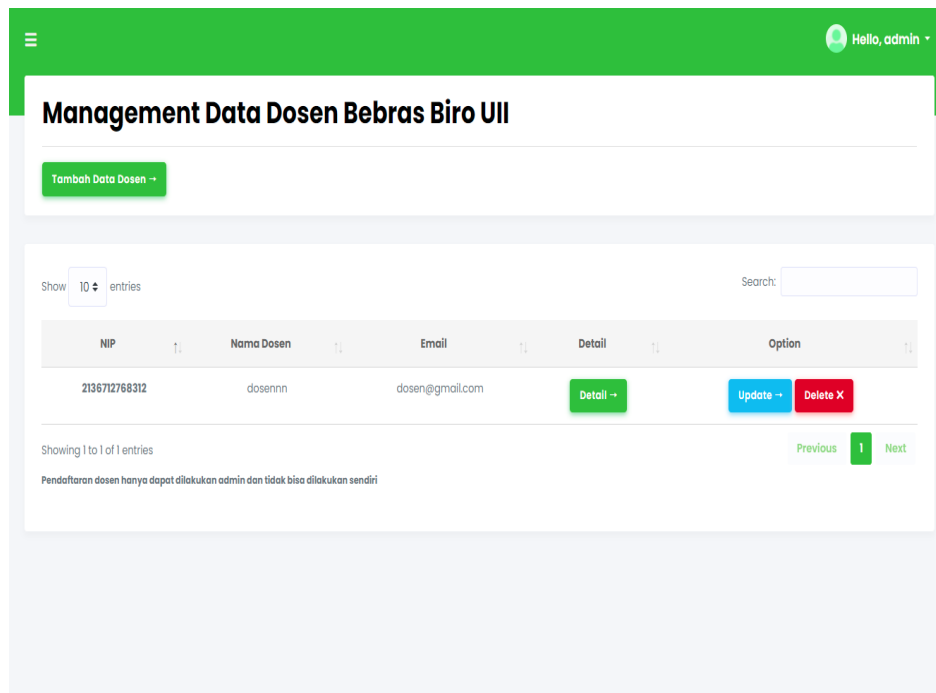 Hello, admin
Management Data Dosen Bebras Biro UII
Tambah Data Dosen →
Show 10 entries
Search:
NIP Nama Dosen Email Detail Option
2136712768312 dosennn dosen@gmail.com Detail → Update → Delete X
Showing 1 to 1 of 1 entries
Previous 1 Next
Pendaftaran dosen hanya dapat dilakukan admin dan tidak bisa dilakukan sendiri